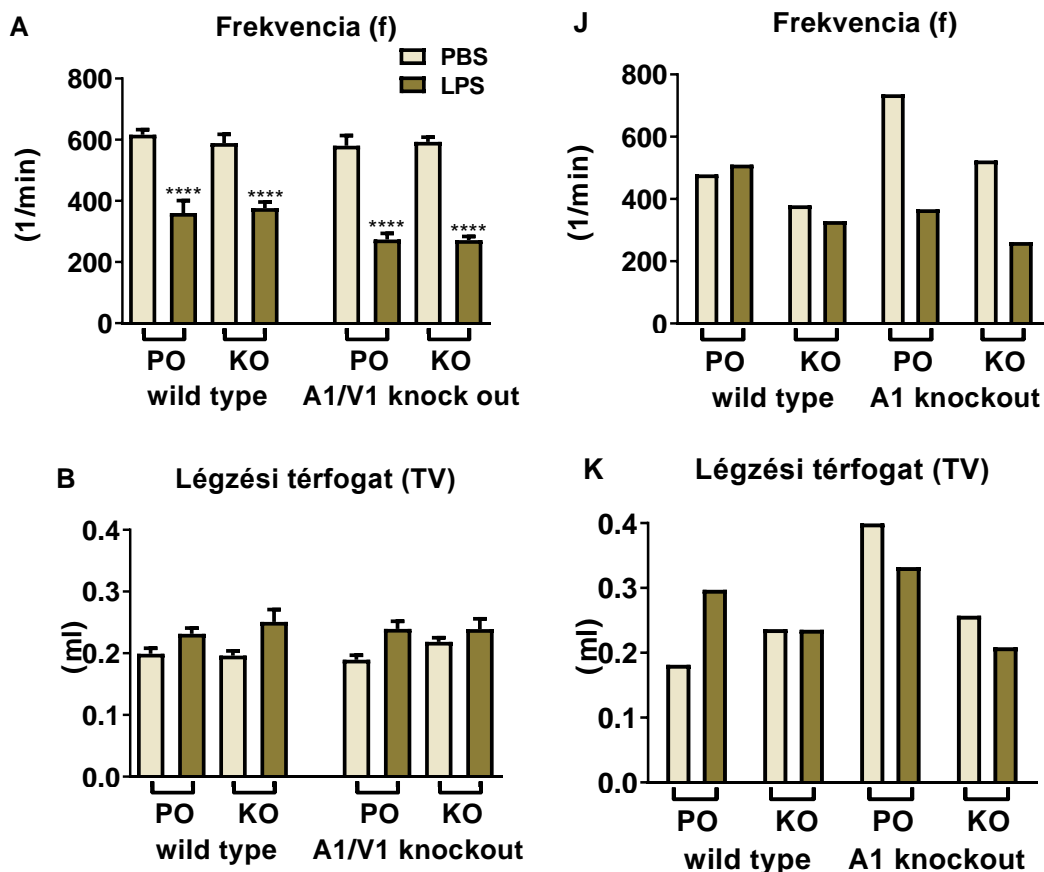 A
Frekvencia (f)
PBS
LPS
800
600
400
200
0
(1/min)
****
****
****
****
PO KO PO KO
wild type A1/V1 knock out
J
Frekvencia (f)
800
600
400
200
0
(1/min)
PO KO PO KO
wild type A1 knockout
B
Légzési térfogat (TV)
0.4
0.3
0.2
0.1
0.0
(ml)
PO KO PO KO
wild type A1/V1 knockout
K
Légzési térfogat (TV)
0.4
0.3
0.2
0.1
0.0
(ml)
PO KO PO KO
wild type A1 knockout